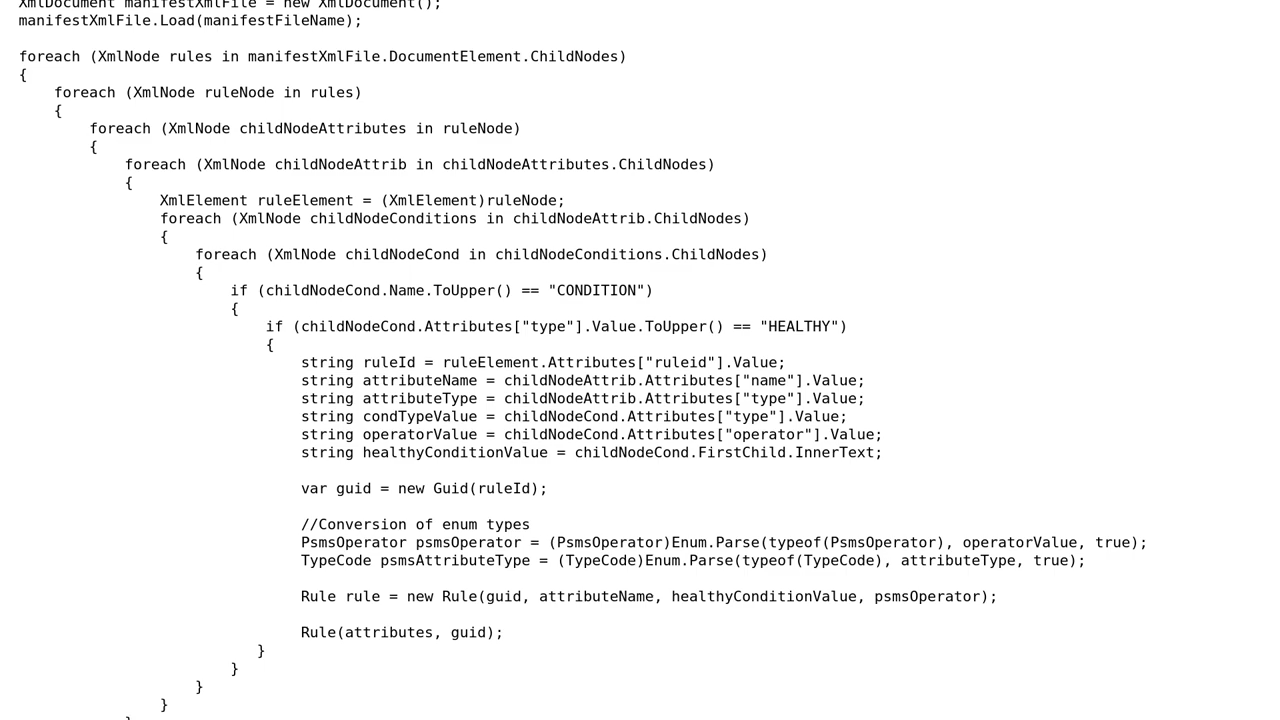 XmlDocument manifestXmlFile = new XmlDocument();
manifestXmlFile.Load(manifestFileName);

foreach (XmlNode rules in manifestXmlFile.DocumentElement.ChildNodes)
{
    foreach (XmlNode ruleNode in rules)
    {
        foreach (XmlNode childNodeAttributes in ruleNode)
        {
            foreach (XmlNode childNodeAttrib in childNodeAttributes.ChildNodes)
            {
                XmlElement ruleElement = (XmlElement)ruleNode;
                foreach (XmlNode childNodeConditions in childNodeAttrib.ChildNodes)
                {
                    foreach (XmlNode childNodeCond in childNodeConditions.ChildNodes)
                    {
                        if (childNodeCond.Name.ToUpper() == "CONDITION")
                        {
                            if (childNodeCond.Attributes["type"].Value.ToUpper() == "HEALTHY")
                            {
                                string ruleId = ruleElement.Attributes["ruleid"].Value;
                                string attributeName = childNodeAttrib.Attributes["name"].Value;
                                string attributeType = childNodeAttrib.Attributes["type"].Value;
                                string condTypeValue = childNodeCond.Attributes["type"].Value;
                                string operatorValue = childNodeCond.Attributes["operator"].Value;
                                string healthyConditionValue = childNodeCond.FirstChild.InnerText;

                                var guid = new Guid(ruleId);

                                //Conversion of enum types
                                PsmsOperator psmsOperator = (PsmsOperator)Enum.Parse(typeof(PsmsOperator), operatorValue, true);
                                TypeCode psmsAttributeType = (TypeCode)Enum.Parse(typeof(TypeCode), attributeType, true);

                                Rule rule = new Rule(guid, attributeName, healthyConditionValue, psmsOperator);

                                Rule(attributes, guid);
                           }
                        }
                    }
                }
            }